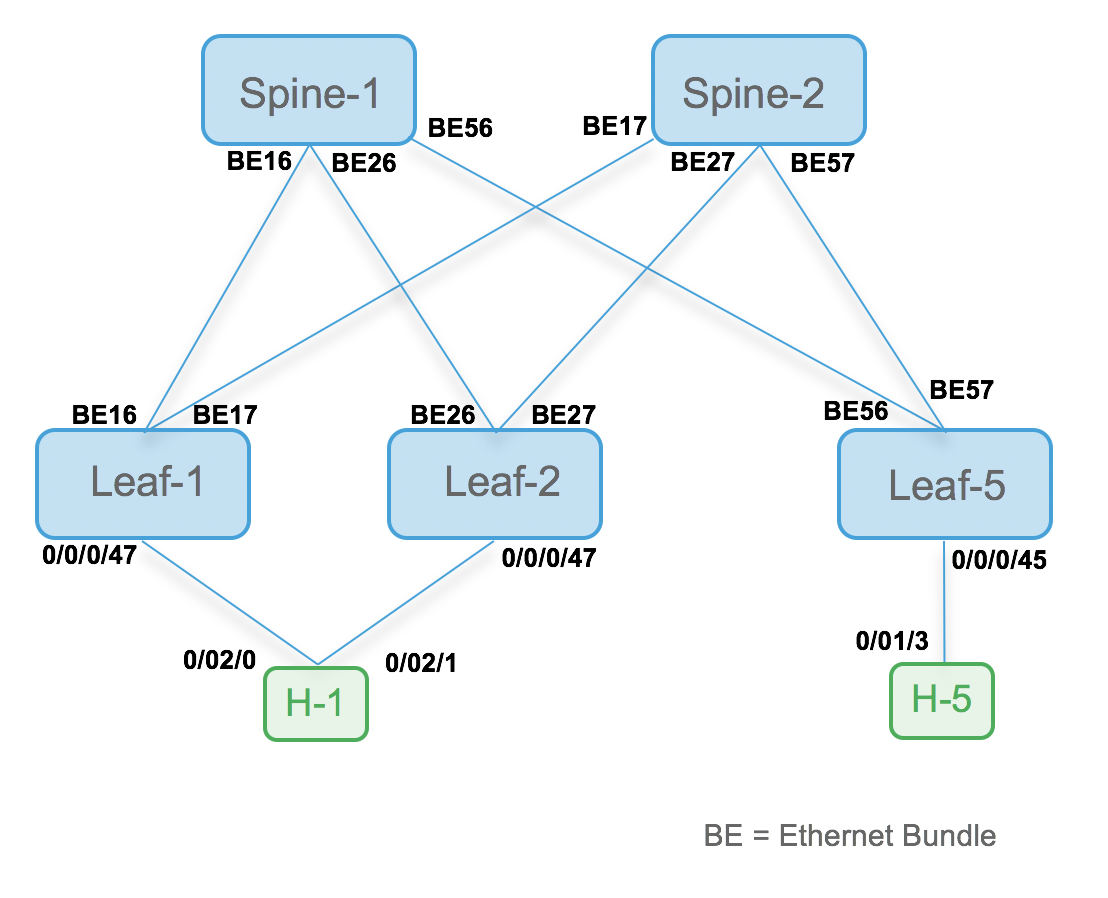 Spine-1
Spine-2
BE56
BE17
BE16
BE26
BE27
BE57
BE57
BE16
BE17
BE26
BE27
BE56
Leaf-1
Leaf-2
Leaf-5
0/0/0/47
0/0/0/47
0/0/0/45
0/02/0
0/02/1
0/01/3
H-1
H-5
BE = Ethernet Bundle